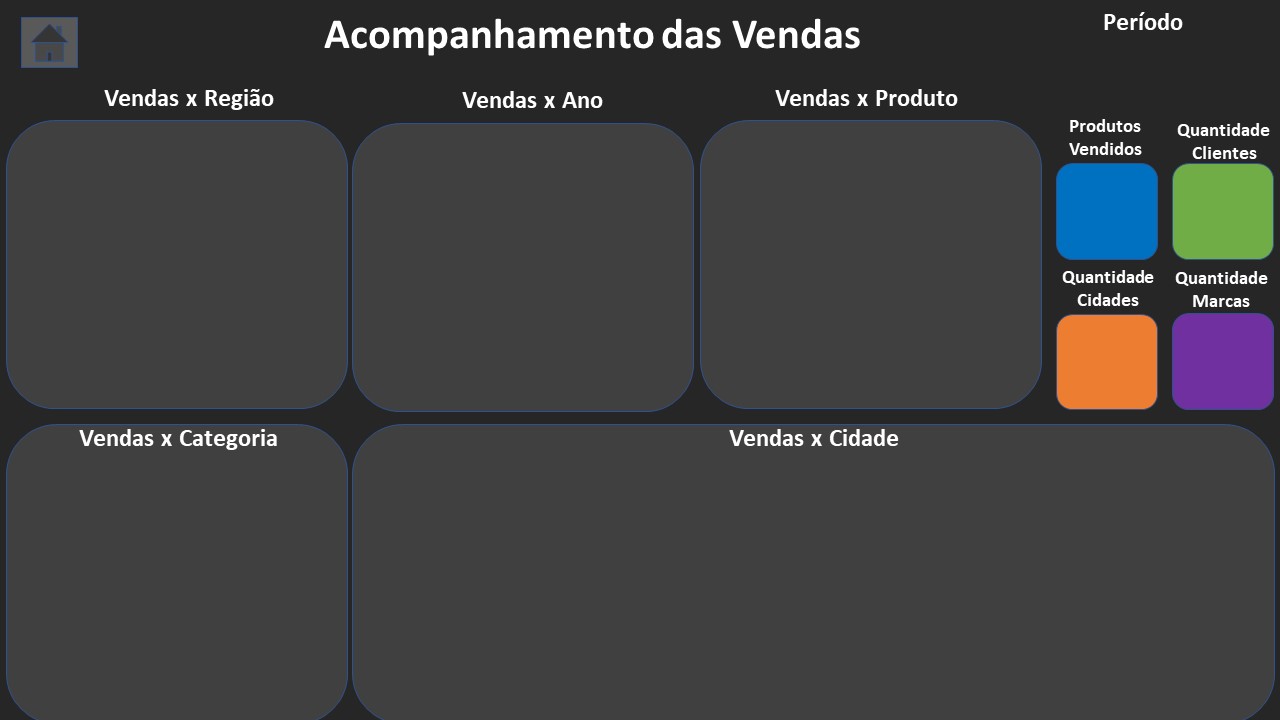 Acompanhamento das Vendas
Período
Vendas x Região
Vendas x Ano
Vendas x Produto
Produtos
Vendidos
Quantidade
Clientes
Quantidade
Cidades
Quantidade
Marcas
Vendas x Categoria
Vendas x Cidade